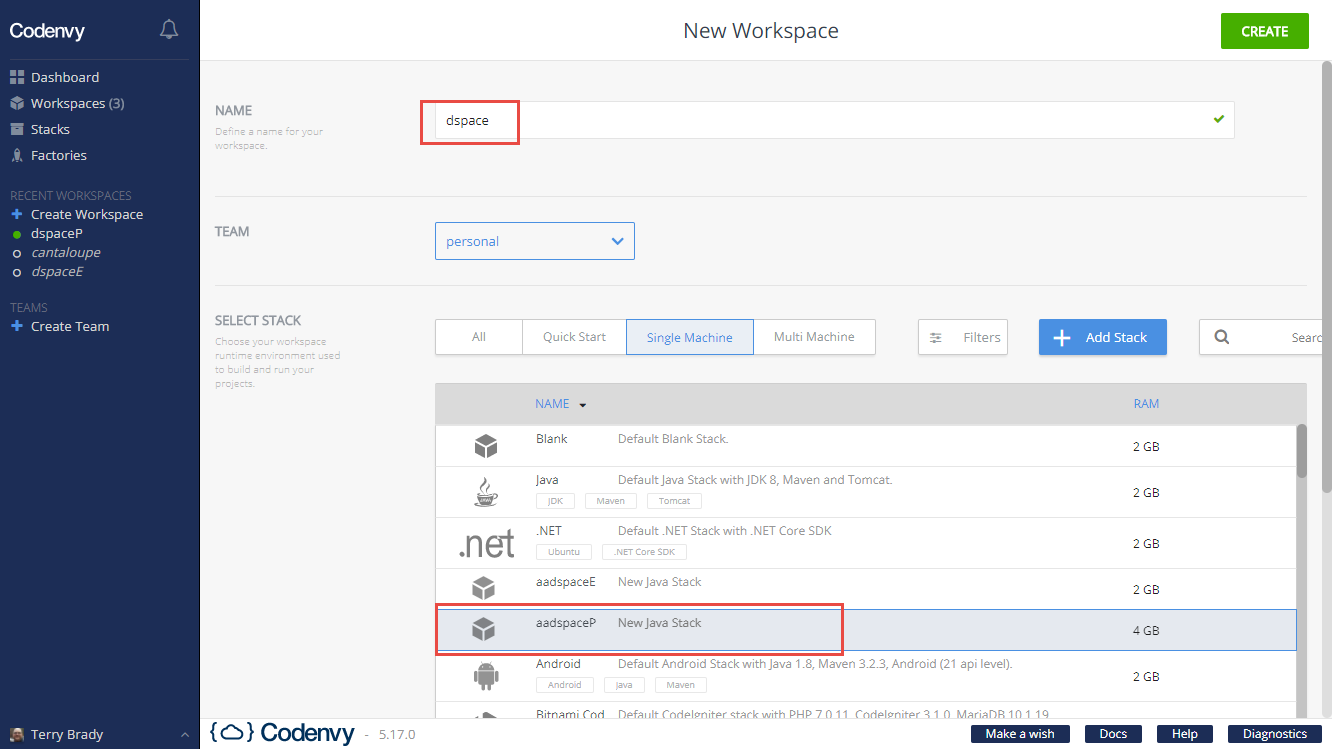 Codenvy
New Workspace
CREATE
Dashboard
Workspaces (3)
Stacks
Factories
RECENT WORKSPACES
Create Workspace
dspaceP
cantaloupe
dspaceE
TEAMS
Create Team
Terry Brady
NAME
Define a name for your
workspace.
dspace
TEAM
personal
SELECT STACK
Choose your workspace
runtime environment used
to build and run your
projects.
All
Quick Start
Single Machine
Multi Machine
Filters
Add Stack
Searc
NAME
RAM
Blank Default Blank Stack. 2 GB
Java Default Java Stack with JDK 8, Maven and Tomcat. 2 GB
JDK Maven Tomcat
.net
.NET Default .NET Stack with .NET Core SDK 2 GB
Ubuntu .NET Core SDK
aadspaceE New Java Stack 2 GB
aadspaceP New Java Stack 4 GB
Android Default Android Stack with Java 1.8, Maven 3.2.3, Android (21 api level). 2 GB
Android Java Maven
Bitnami Cod Default CodeIgniter stack with PHP 7.0.11, CodeIgniter 3.1.0, MariaDB 10.1.19
{ } Codenvy - 5.17.0
Make a wish
Docs
Help
Diagnostics